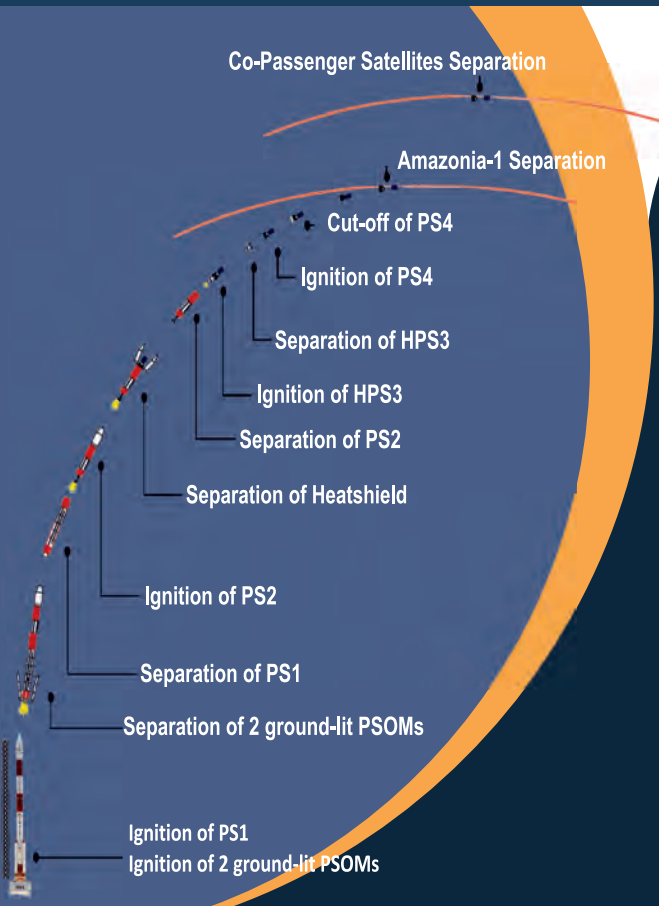 Co-Passenger Satellites Separation
Amazonia-1 Separation
Cut-off of PS4
Ignition of PS4
Separation of HPS3
Ignition of HPS3
Separation of PS2
Separation of Heatshield
Ignition of PS2
Separation of PS1
Separation of 2 ground-lit PSOMs
Ignition of PS1
Ignition of 2 ground-lit PSOMs